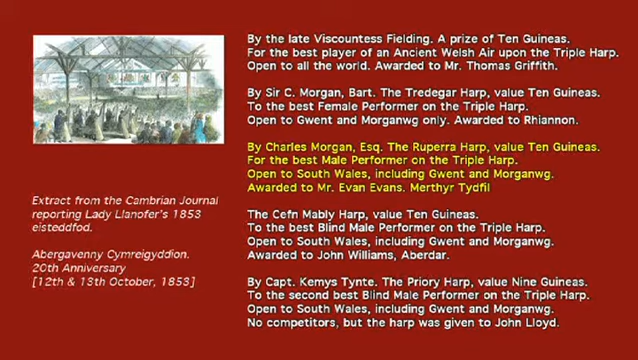 By the late Viscountess Fielding. A prize of Ten Guineas.
For the best player of an Ancient Welsh Air upon the Triple Harp.
Open to all the world. Awarded to Mr. Thomas Griffith.
By Sir C. Morgan, Bart. The Tredegar Harp, value Ten Guineas.
To the best Female Performer on the Triple Harp.
Open to Gwent and Morganwg only. Awarded to Rhiannon.
By Charles Morgan, Esq. The Ruperra Harp, value Ten Guineas.
For the best Male Performer on the Triple Harp.
Open to South Wales, including Gwent and Morganwg.
Awarded to Mr. Evan Evans. Merthyr Tydfil
The Cefn Mably Harp, value Ten Guineas.
To the best Blind Male Performer on the Triple Harp.
Open to South Wales, including Gwent and Morganwg.
Awarded to John Williams, Aberdar.
By Capt. Kemys Tynte. The Priory Harp, value Nine Guineas.
To the second best Blind Male Performer on the Triple Harp.
Open to South Wales, including Gwent and Morganwg.
No competitors, but the harp was given to John Lloyd.
Extract from the Cambrian Journal
reporting Lady Llanofer's 1853
eisteddfod.
Abergavenny Cymreigyddion.
20th Anniversary
[12th & 13th October, 1853]